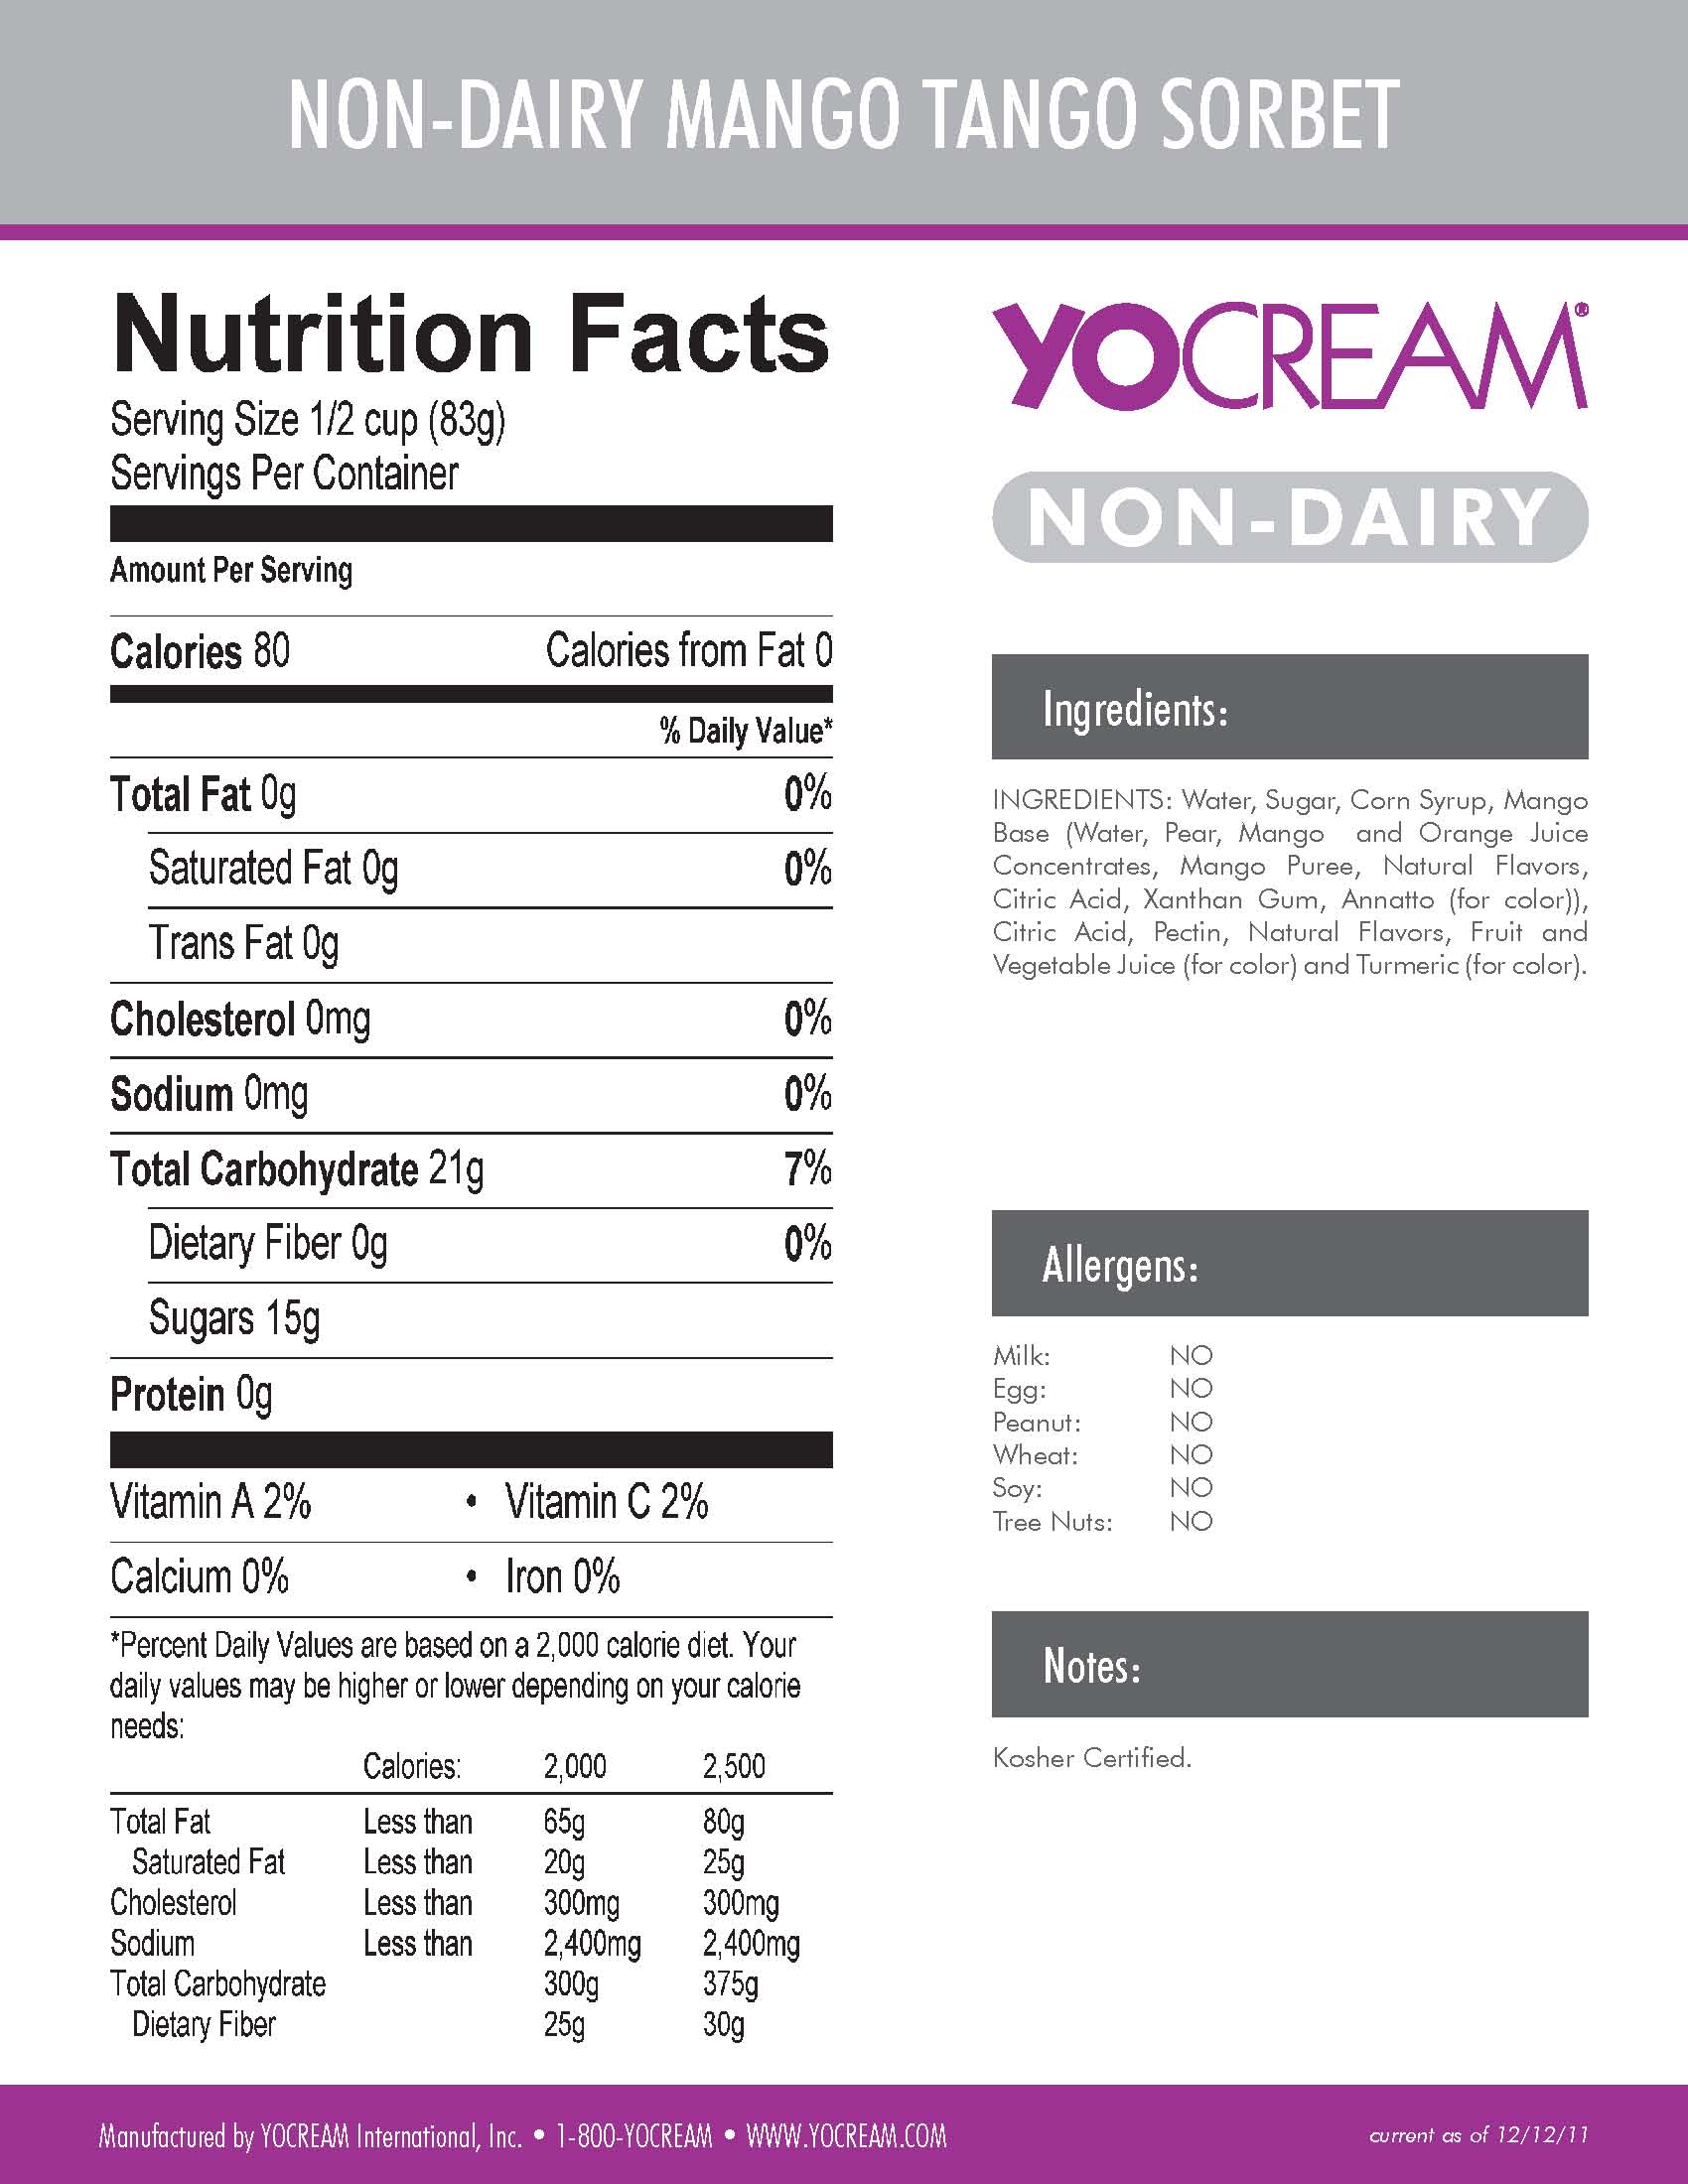 NON-DAIRY MANGO TANGO SORBET
Nutrition Facts
Serving Size 1/2 cup (83g)
Servings Per Container
Amount Per Serving
Calories 80 Calories from Fat 0
% Daily Value*
Total Fat 0g 0%
Saturated Fat 0g 0%
Trans Fat 0g
Cholesterol 0mg 0%
Sodium 0mg 0%
Total Carbohydrate 21g 7%
Dietary Fiber 0g 0%
Sugars 15g
Protein 0g
Vitamin A 2% • Vitamin C 2%
Calcium 0% • Iron 0%
*Percent Daily Values are based on a 2,000 calorie diet. Your
daily values may be higher or lower depending on your calorie
needs:
Calories: 2,000 2,500
Total Fat Less than 65g 80g
Saturated Fat Less than 20g 25g
Cholesterol Less than 300mg 300mg
Sodium Less than 2,400mg 2,400mg
Total Carbohydrate 300g 375g
Dietary Fiber 25g 30g
YOCREAM®
NON-DAIRY
Ingredients:
INGREDIENTS: Water, Sugar, Corn Syrup, Mango
Base (Water, Pear, Mango and Orange Juice
Concentrates, Mango Puree, Natural Flavors,
Citric Acid, Xanthan Gum, Annatto (for color)),
Citric Acid, Pectin, Natural Flavors, Fruit and
Vegetable Juice (for color) and Turmeric (for color).
Allergens:
Milk: NO
Egg: NO
Peanut: NO
Wheat: NO
Soy: NO
Tree Nuts: NO
Notes:
Kosher Certified.
Manufactured by YOCREAM International, Inc. • 1-800-YOCREAM • WWW.YOCREAM.COM
current as of 12/12/11